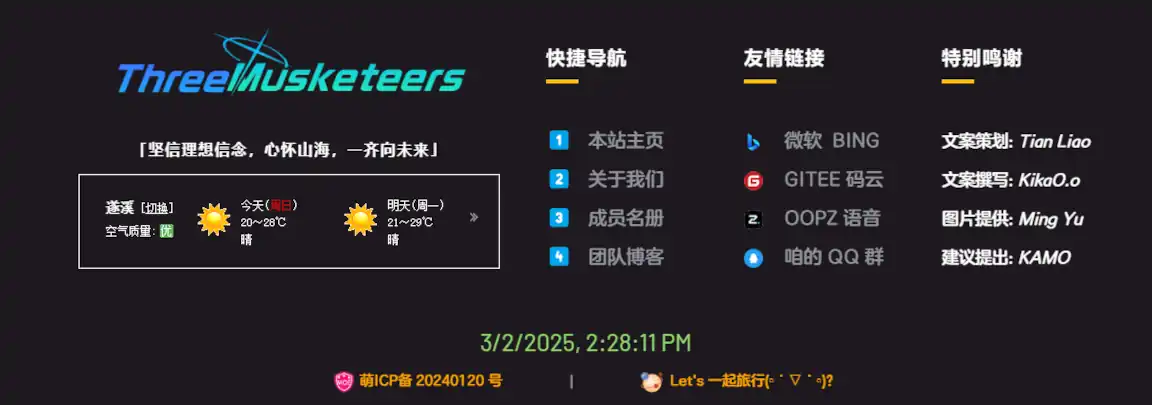 ThreeMusketeers
「坚信理想信念，心怀山海，一齐向未来」
蓬溪 [切换]
空气质量: 优
今天(周日)
20～28℃
晴
明天(周一)
21～29℃
晴
»
快捷导航
1 本站主页
2 关于我们
3 成员名册
4 团队博客
友情链接
微软 BING
GITEE 码云
OOPZ 语音
咱的 QQ 群
特别鸣谢
文案策划: Tian Liao
文案撰写: KikaO.o
图片提供: Ming Yu
建议提出: KAMO
3/2/2025, 2:28:11 PM
萌ICP备 20240120 号 | Let's 一起旅行(▫ˊ▽ˋ▫)?